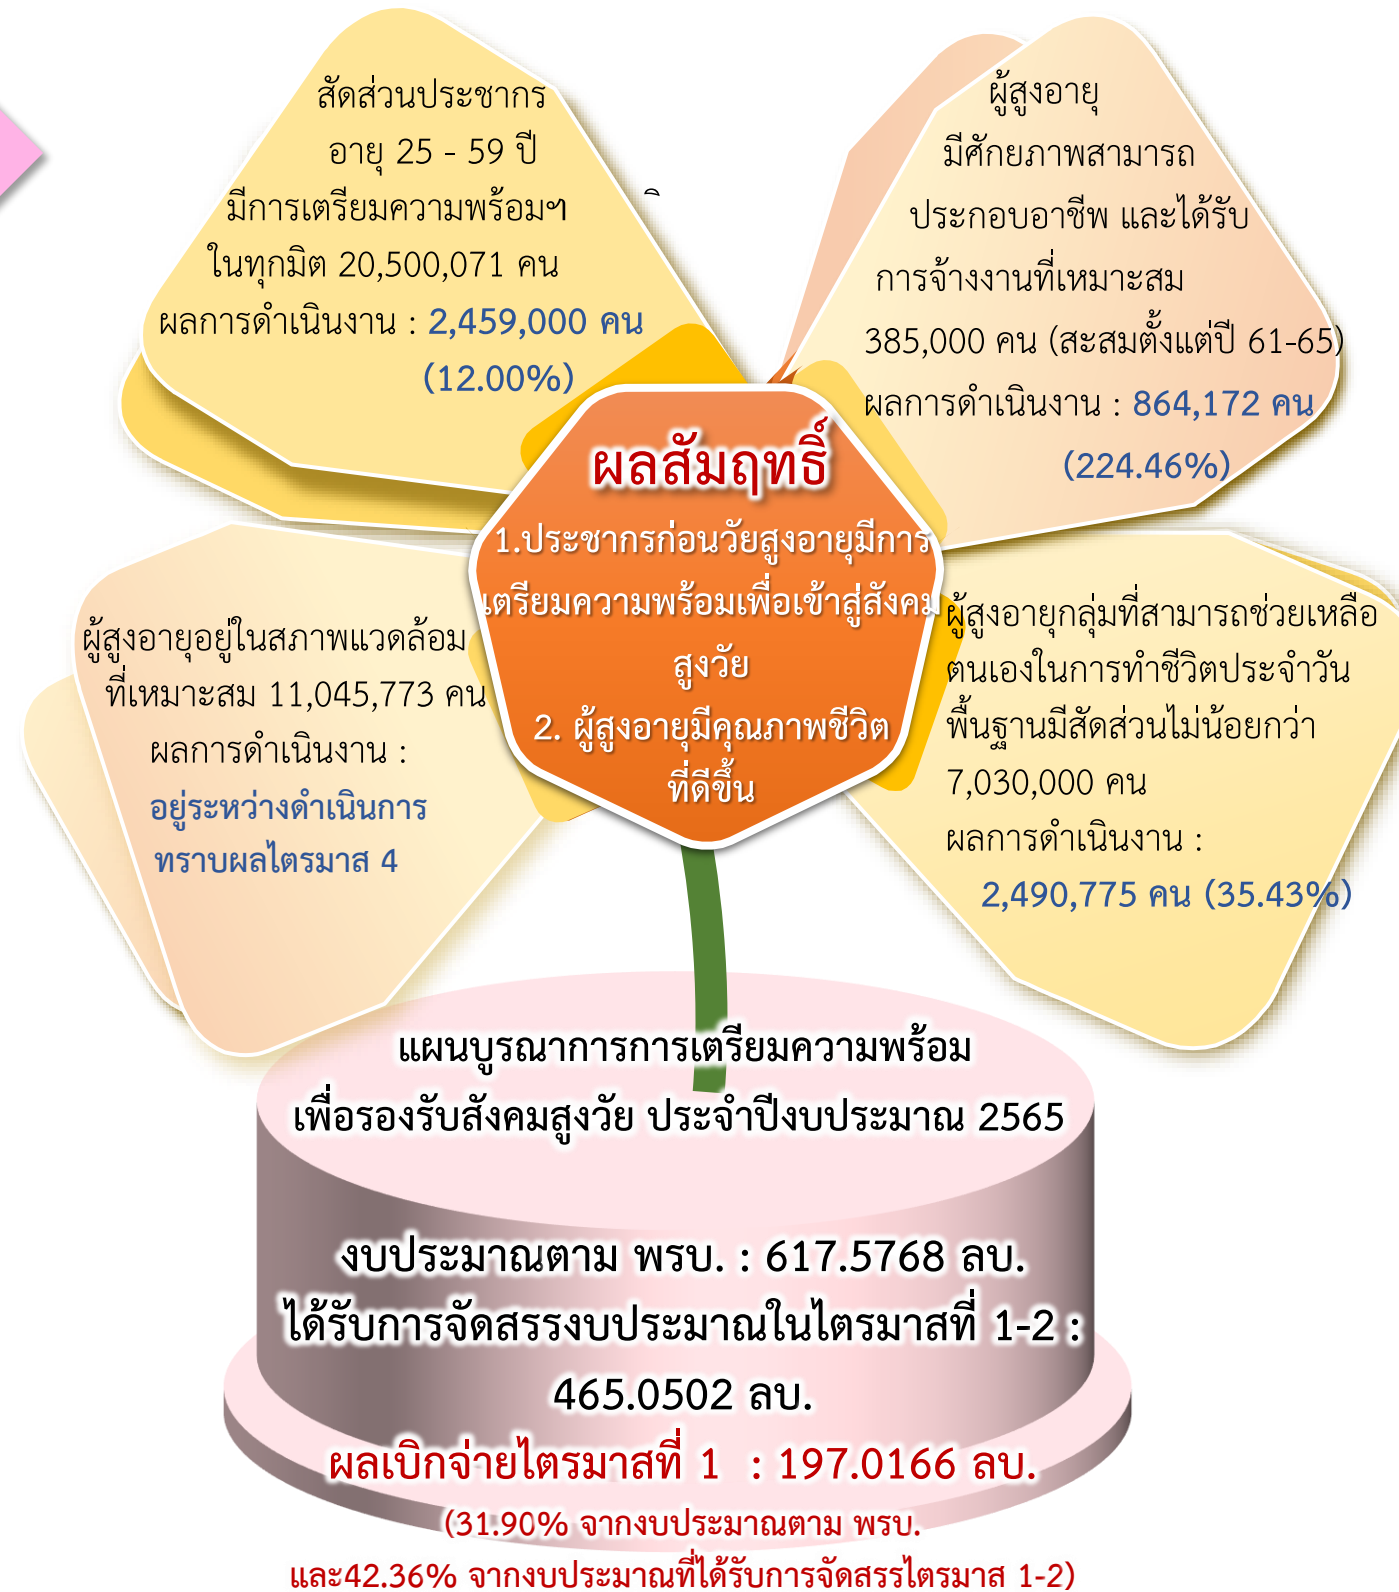 สัดส่วนประชากร
อายุ 25 - 59 ปี
มีการเตรียมความพร้อมฯ
ในทุกมิต 20,500,071 คน
ผลการดำเนินงาน : 2,459,000 คน
(12.00%)
ผู้สูงอายุ
มีศักยภาพสามารถ
ประกอบอาชีพ และได้รับ
การจ้างงานที่เหมาะสม
385,000 คน (สะสมตั้งแต่ปี 61-65)
ผลการดำเนินงาน : 864,172 คน
(224.46%)
ผลสัมฤทธิ์
1.ประชากรก่อนวัยสูงอายุมีการ
เตรียมความพร้อมเพื่อเข้าสู่สังคม
สูงวัย
2. ผู้สูงอายุมีคุณภาพชีวิต
ที่ดีขึ้น
ผู้สูงอายุอยู่ในสภาพแวดล้อม
ที่เหมาะสม 11,045,773 คน
ผลการดำเนินงาน :
อยู่ระหว่างดำเนินการ
ทราบผลไตรมาส 4
ผู้สูงอายุกลุ่มที่สามารถช่วยเหลือ
ตนเองในการทำชีวิตประจำวัน
พื้นฐานมีสัดส่วนไม่น้อยกว่า
7,030,000 คน
ผลการดำเนินงาน :
2,490,775 คน (35.43%)
แผนบูรณาการการเตรียมความพร้อม
เพื่อรองรับสังคมสูงวัย ประจำปีงบประมาณ 2565
งบประมาณตาม พรบ. : 617.5768 ลบ.
ได้รับการจัดสรรงบประมาณในไตรมาสที่ 1-2 :
465.0502 ลบ.
ผลเบิกจ่ายไตรมาสที่ 1 : 197.0166 ลบ.
(31.90% จากงบประมาณตาม พรบ.
และ42.36% จากงบประมาณที่ได้รับการจัดสรรไตรมาส 1-2)